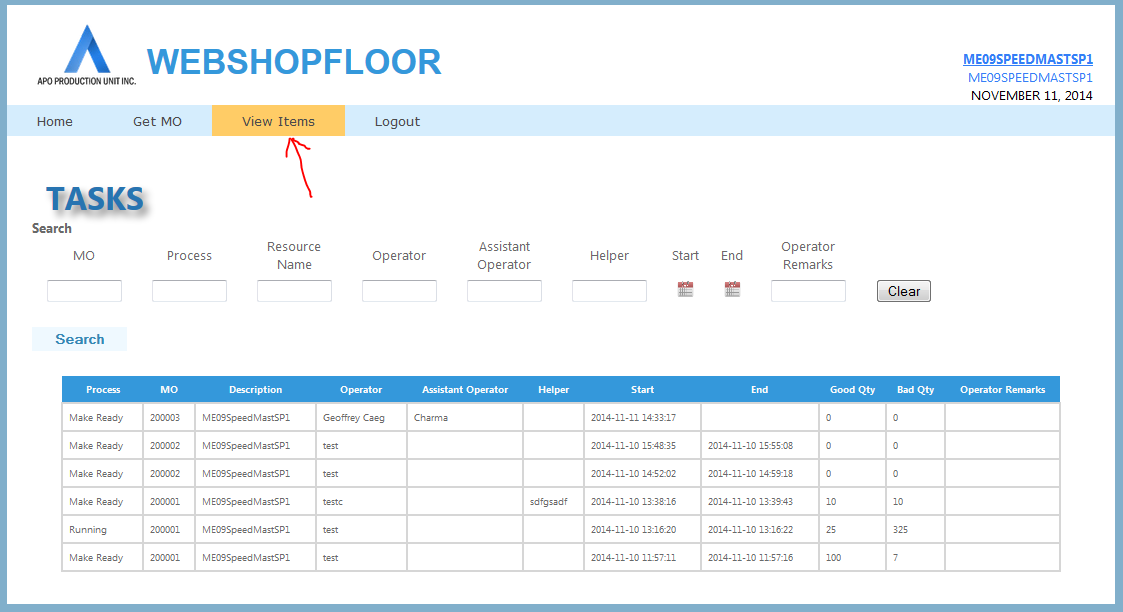 APO PRODUCTION UNIT INC.
WEBSHOPFLOOR
ME09SPEEDMASTSP1
ME09SPEEDMASTSP1
NOVEMBER 11, 2014
Home Get MO View Items Logout
TASKS
Search
MO Process Resource Name Operator Assistant Operator Helper Start End Operator Remarks
Clear
Search
Process MO Description Operator Assistant Operator Helper Start End Good Qty Bad Qty Operator Remarks
Make Ready 200003 ME09SpeedMastSP1 Geoffrey Caeg Charma 2014-11-11 14:33:17 0 0
Make Ready 200002 ME09SpeedMastSP1 test 2014-11-10 15:48:35 2014-11-10 15:55:08 0 0
Make Ready 200002 ME09SpeedMastSP1 test 2014-11-10 14:52:02 2014-11-10 14:59:18 0 0
Make Ready 200001 ME09SpeedMastSP1 testc sdfgsadf 2014-11-10 13:38:16 2014-11-10 13:39:43 10 10
Running 200001 ME09SpeedMastSP1 test 2014-11-10 13:16:20 2014-11-10 13:16:22 25 325
Make Ready 200001 ME09SpeedMastSP1 test 2014-11-10 11:57:11 2014-11-10 11:57:16 100 7